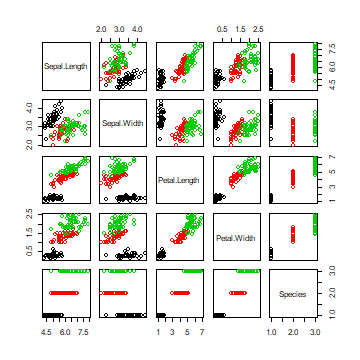 2.0 3.0 4.0
0.5 1.5 2.5
Sepal.Length
4.5 5.5 6.5 7.5
2.0 3.0 4.0
Sepal.Width
Petal.Length
1 3 5 7
0.5 1.5 2.5
Petal.Width
Species
1.0 2.0 3.0
4.5 6.0 7.5
1 3 5 7
1.0 2.0 3.0